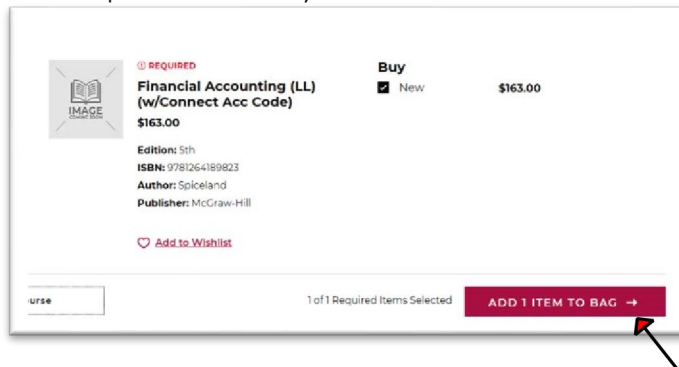 REQUIRED
Financial Accounting (LL)
(w/Connect Acc Code)
$163.00
Edition: 5th
ISBN: 9781264189823
Author: Spiceland
Publisher: McGraw-Hill
Add to Wishlist
IMAGE
COMING SOON
Buy
New $163.00
urse
1 of 1 Required Items Selected
ADD 1 ITEM TO BAG →